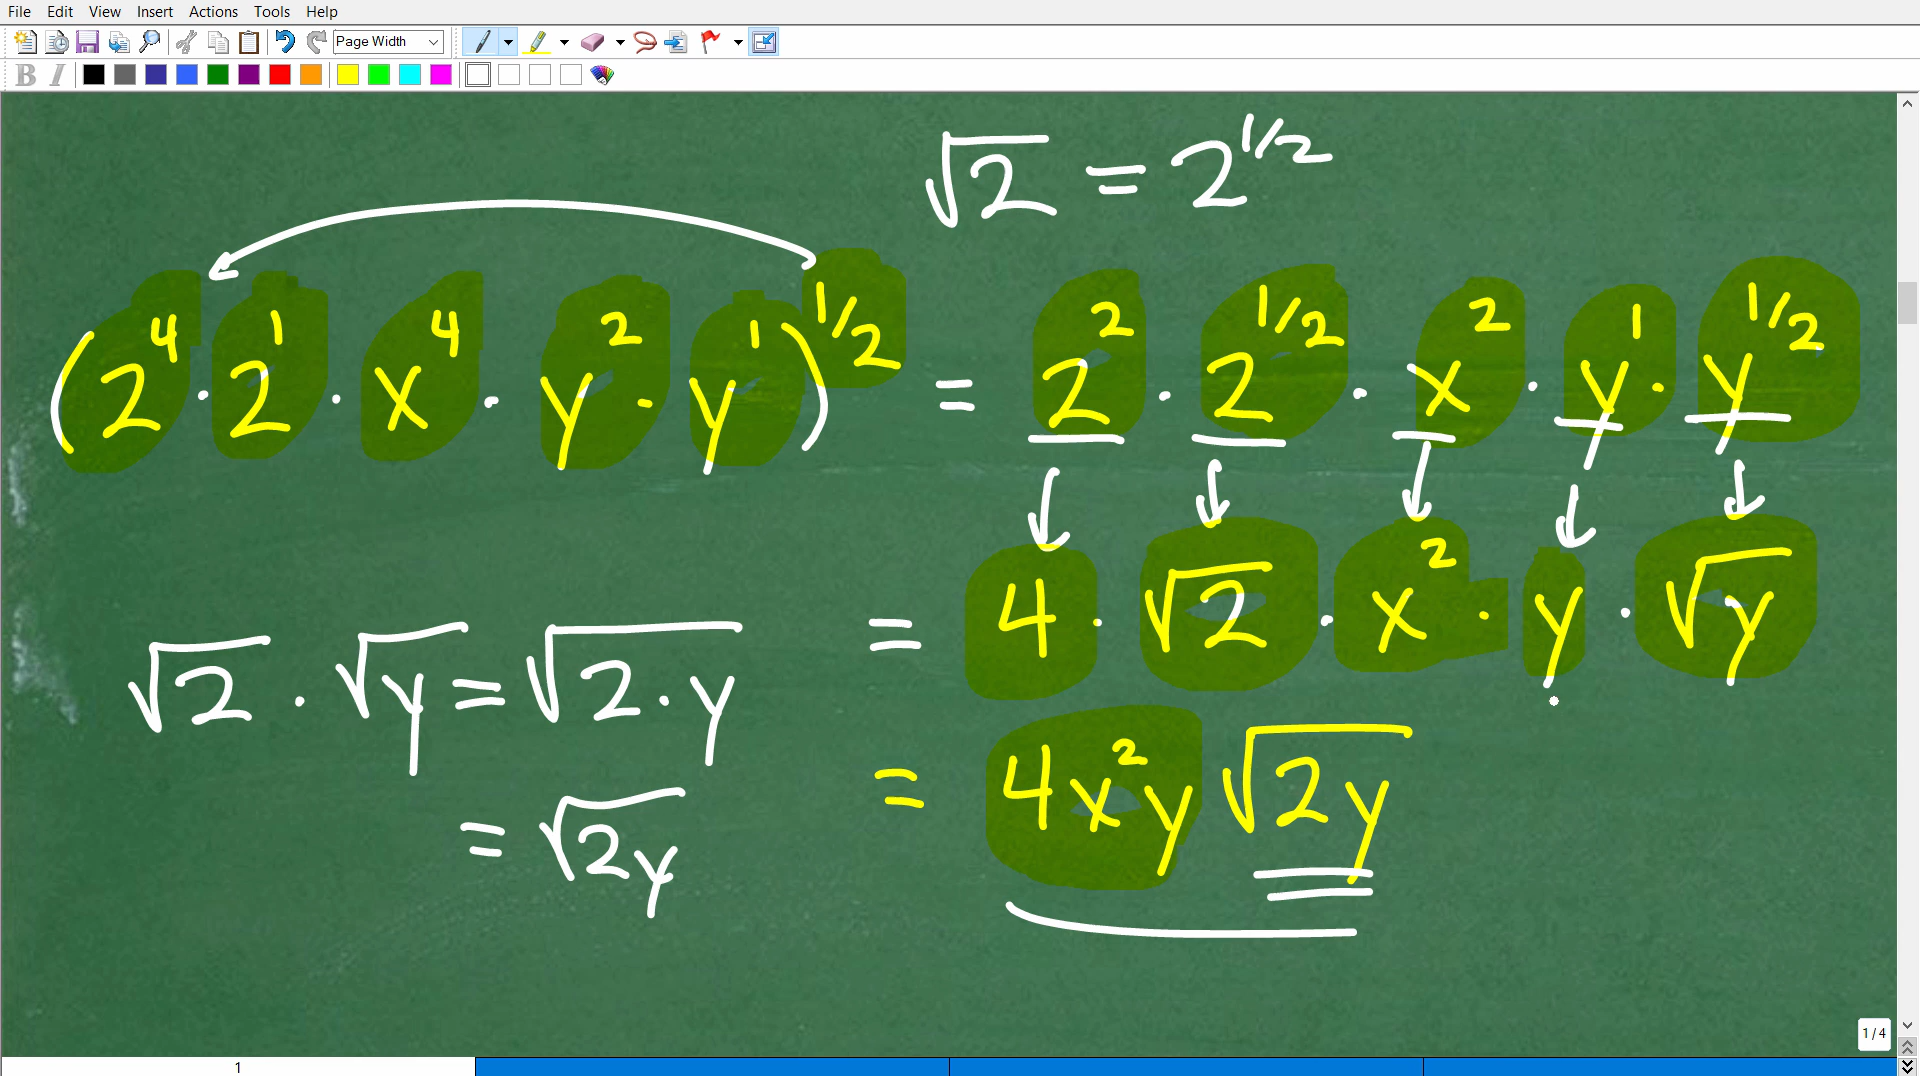 File Edit View Insert Actions Tools Help
Page Width
B I
√2 = 2^1/2
(2^4 · 2^1 · x^4 · y^2 · y^1)^1/2 = 2^2 · 2^1/2 · x^2 · y^1 · y^1/2
= 4 · √2 · x^2 · y · √y
√2 · √y = √2 · y
= √2y
= 4x^2y √2y
1 / 4
1